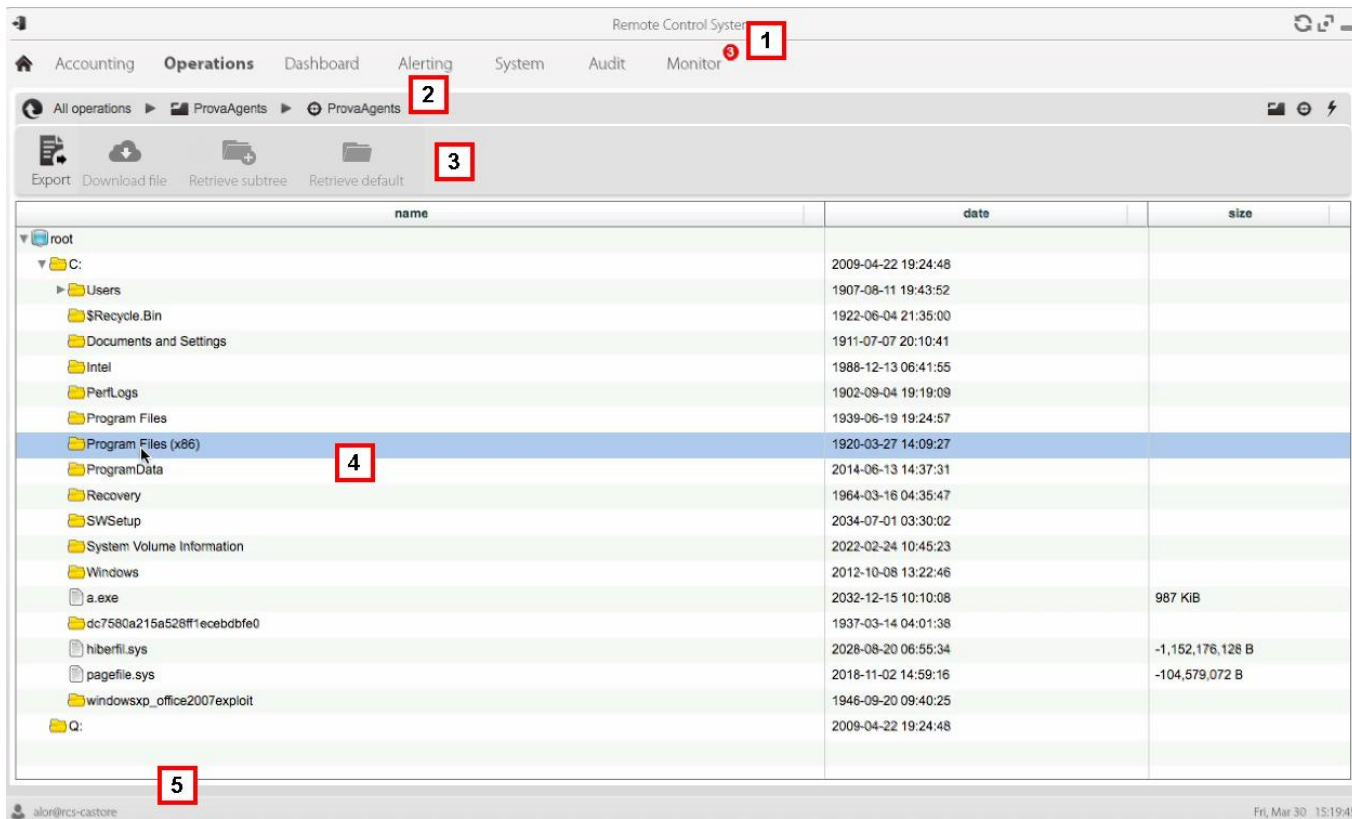 Remote Control System
1
Accounting Operations Dashboard Alerting System Audit Monitor 3
2
All operations ProvaAgents ProvaAgents
3
Export Download file Retrieve subtree Retrieve default
name date size
root
C: 2009-04-22 19:24:48
Users 1907-08-11 19:43:52
$Recycle.Bin 1922-06-04 21:35:00
Documents and Settings 1911-07-07 20:10:41
Intel 1988-12-13 06:41:55
PerfLogs 1902-09-04 19:19:09
Program Files 1939-06-19 19:24:57
Program Files (x86) 1920-03-27 14:09:27
4
ProgramData 2014-06-13 14:37:31
Recovery 1964-03-16 04:35:47
SWSetup 2034-07-01 03:30:02
System Volume Information 2022-02-24 10:45:23
Windows 2012-10-08 13:22:46
a.exe 2032-12-15 10:10:08 987 KiB
dc7580a215a528ff1ecebdbfe0 1937-03-14 04:01:38
hiberfil.sys 2028-08-20 06:55:34 -1,152,176,128 B
pagefile.sys 2018-11-02 14:59:16 -104,579,072 B
windowsxp_office2007exploit 1946-09-20 09:40:25
Q: 2009-04-22 19:24:48
5
alor@rcs-castore Fri, Mar 30 15:19:45